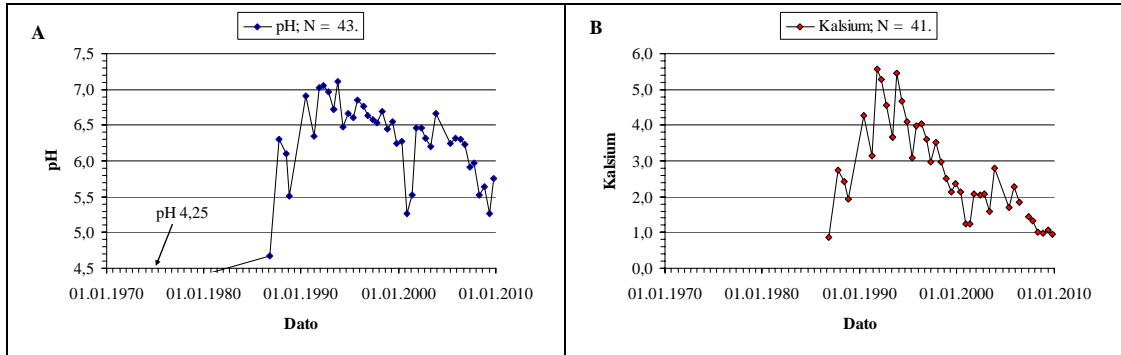 A
pH; N = 43.
7,5
7,0
6,5
6,0
5,5
5,0
4,5
pH
pH 4,25
01.01.1970 01.01.1980 01.01.1990 01.01.2000 01.01.2010
Dato
B
Kalsium; N = 41.
6,0
5,0
4,0
3,0
2,0
1,0
0,0
Kalsium
01.01.1970 01.01.1980 01.01.1990 01.01.2000 01.01.2010
Dato